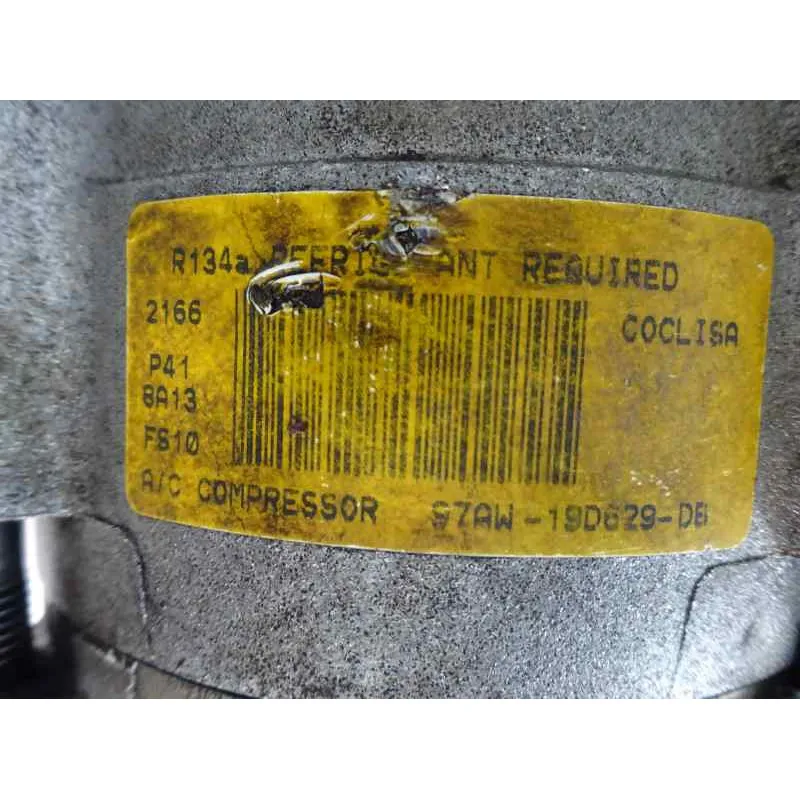 R134a REFRIGERANT REQUIRED
2166
COCLISA
P41
8A13
FS10
A/C COMPRESSOR 97AW-19D629-DB